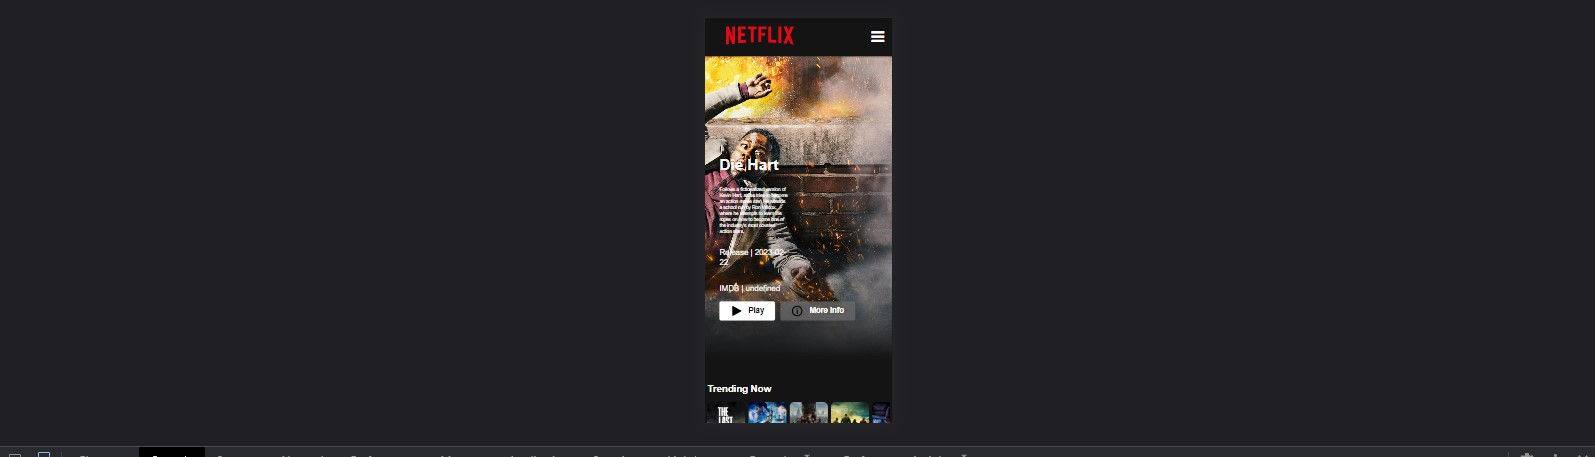 NETFLIX
Die Hart
Follows a fictionalized version of
Kevin Hart, as he tries to become
an action movie star. He attends
a school run by Ron Wilcox,
where he attempts to learn the
ropes on how to become one of
the industry's most coveted
action stars.
Release | 2023-02-
22
IMDB | undefined
Play
More Info
Trending Now
THE
LAST